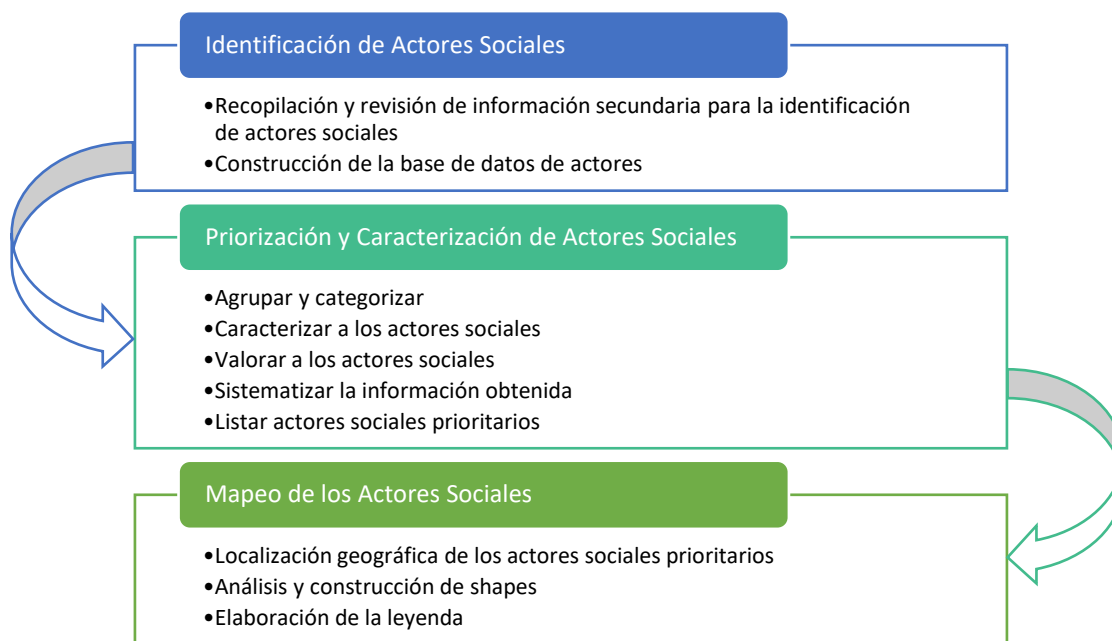 Identificación de Actores Sociales
•Recopilación y revisión de información secundaria para la identificación
de actores sociales
•Construcción de la base de datos de actores
Priorización y Caracterización de Actores Sociales
•Agrupar y categorizar
•Caracterizar a los actores sociales
•Valorar a los actores sociales
•Sistematizar la información obtenida
•Listar actores sociales prioritarios
Mapeo de los Actores Sociales
•Localización geográfica de los actores sociales prioritarios
•Análisis y construcción de shapes
•Elaboración de la leyenda